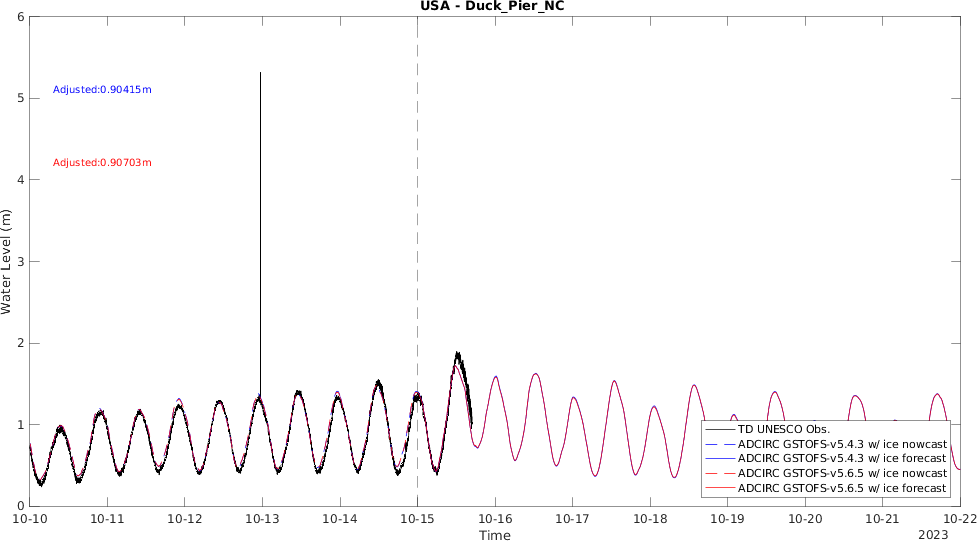 USA - Duck_Pier_NC
6
5
4
3
2
1
0
Water Level (m)
Adjusted:0.90415m
Adjusted:0.90703m
TD UNESCO Obs.
ADCIRC GSTOFS-v5.4.3 w/ ice nowcast
ADCIRC GSTOFS-v5.4.3 w/ ice forecast
ADCIRC GSTOFS-v5.6.5 w/ ice nowcast
ADCIRC GSTOFS-v5.6.5 w/ ice forecast
10-10 10-11 10-12 10-13 10-14 10-15 10-16 10-17 10-18 10-19 10-20 10-21 10-22
Time
2023